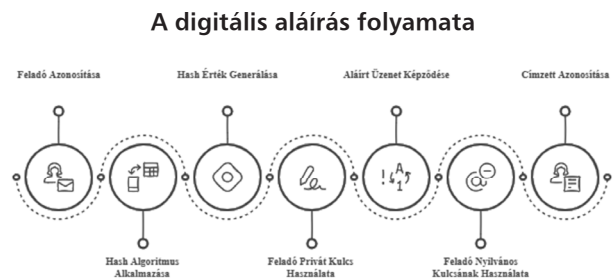 A digitális aláírás folyamata
Feladó Azonosítása
Hash Érték Generálása
Aláírt Üzenet Képződése
Címzett Azonosítása
Hash Algoritmus
Alkalmazása
Feladó Privát Kulcs
Használata
Feladó Nyilvános
Kulcsának Használata